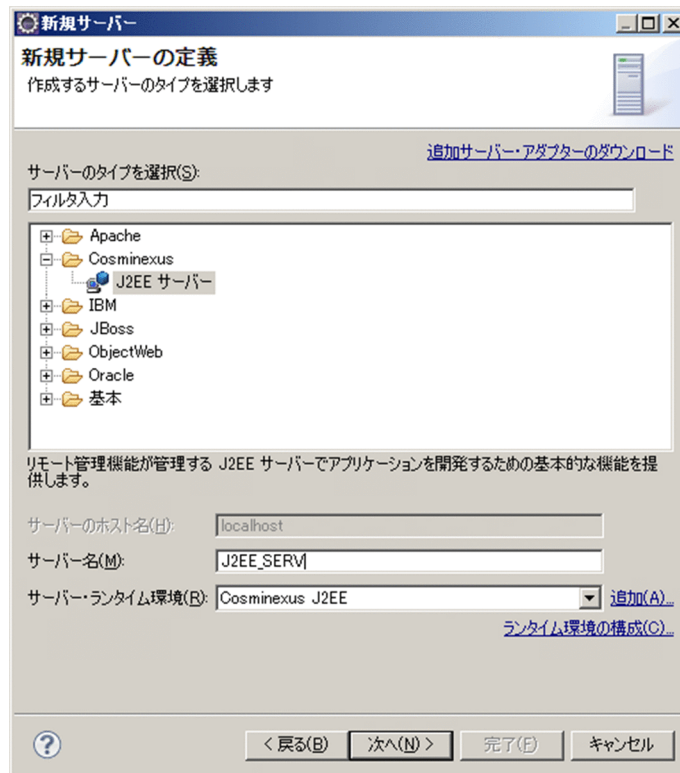 新規サーバー
新規サーバーの定義
作成するサーバーのタイプを選択します
追加サーバー・アダプターのダウンロード
サーバーのタイプを選択(S):
フィルタ入力
Apache
Cosminexus
J2EE サーバー
IBM
JBoss
ObjectWeb
Oracle
基本
リモート管理機能が管理する J2EE サーバーでアプリケーションを開発するための基本的な機能を提
供します。
サーバーのホスト名(H): localhost
サーバー名(M): J2EE_SERV
サーバー・ランタイム環境(R): Cosminexus J2EE 追加(A)...
ランタイム環境の構成(C)...
? < 戻る(B) 次へ(N) > 完了(F) キャンセル